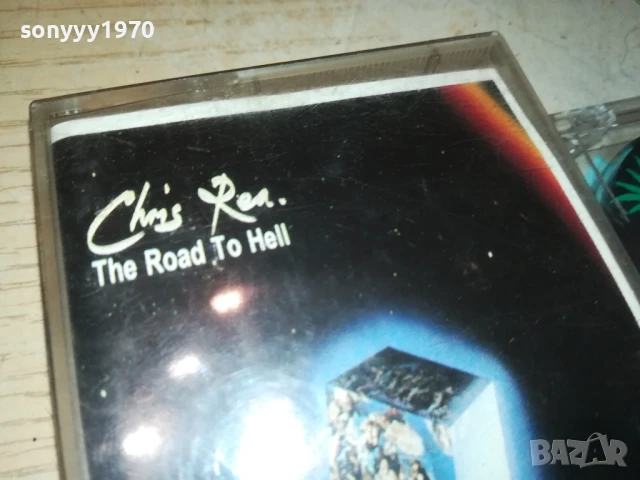 sonyyy1970
Chris Rea.
The Road To Hell
BAZAR